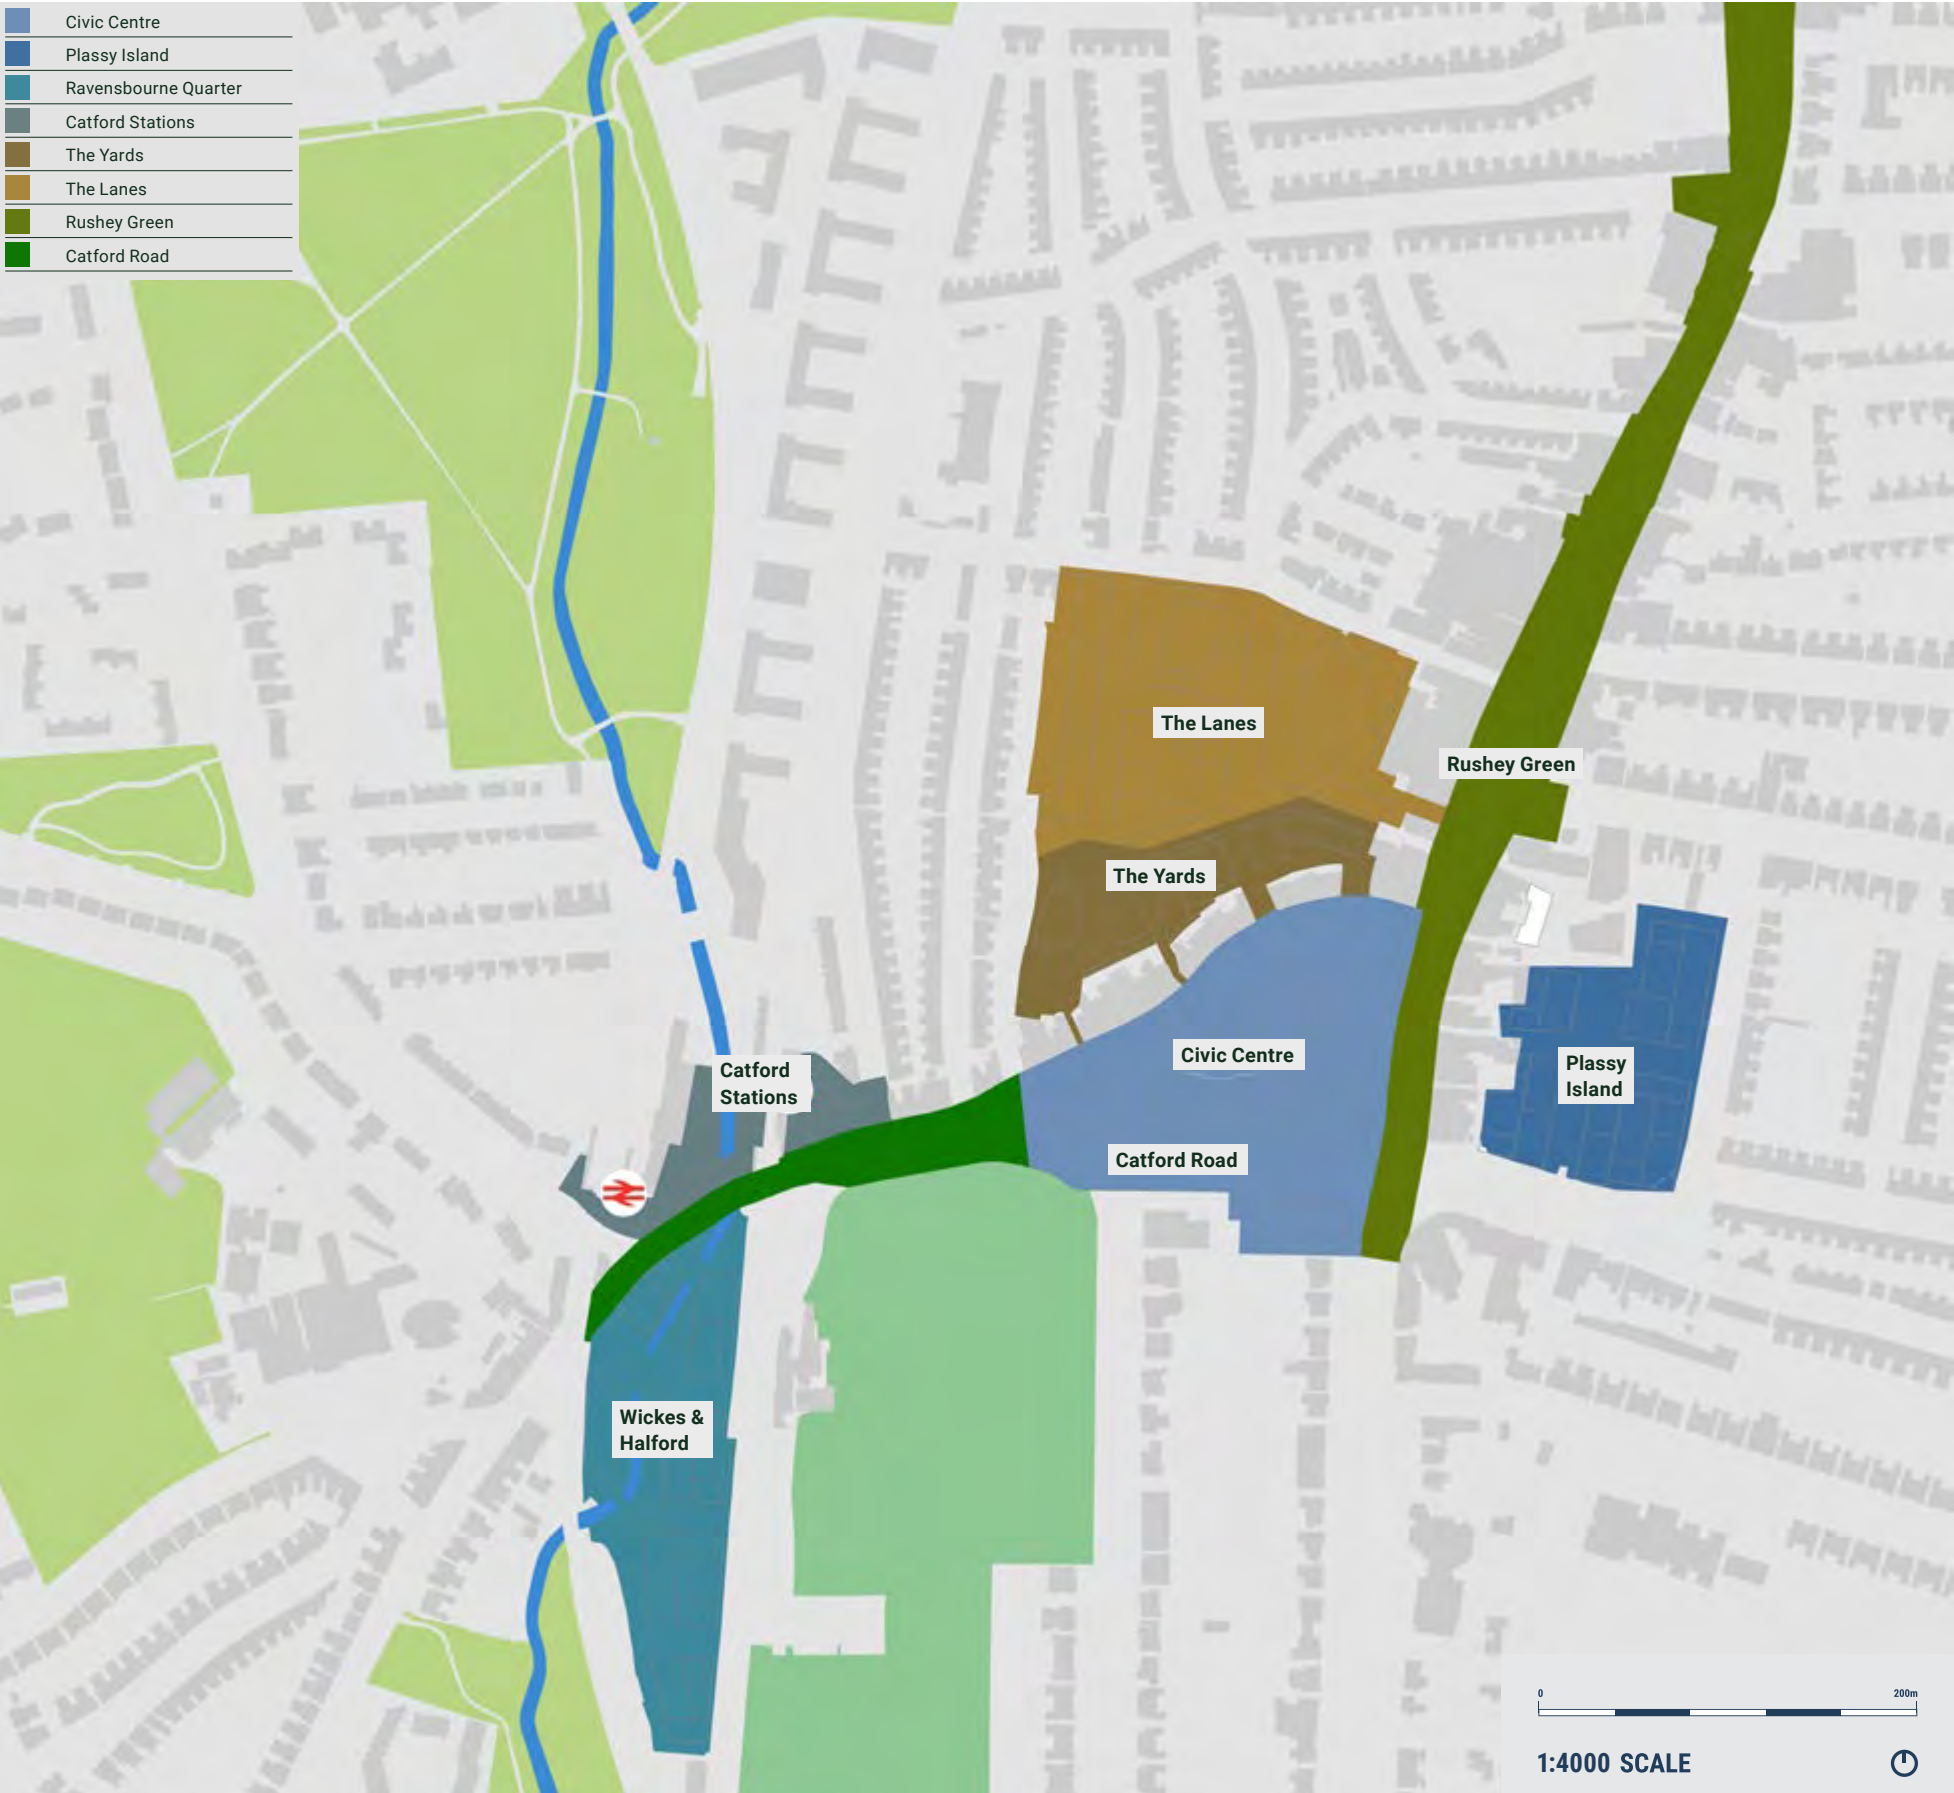 Civic Centre
Plassy Island
Ravensbourne Quarter
Catford Stations
The Yards
The Lanes
Rushey Green
Catford Road
The Lanes
Rushey Green
The Yards
Civic Centre
Catford
Stations
Plassy
Island
Catford Road
Wickes &
Halford
0 200m
1:4000 SCALE